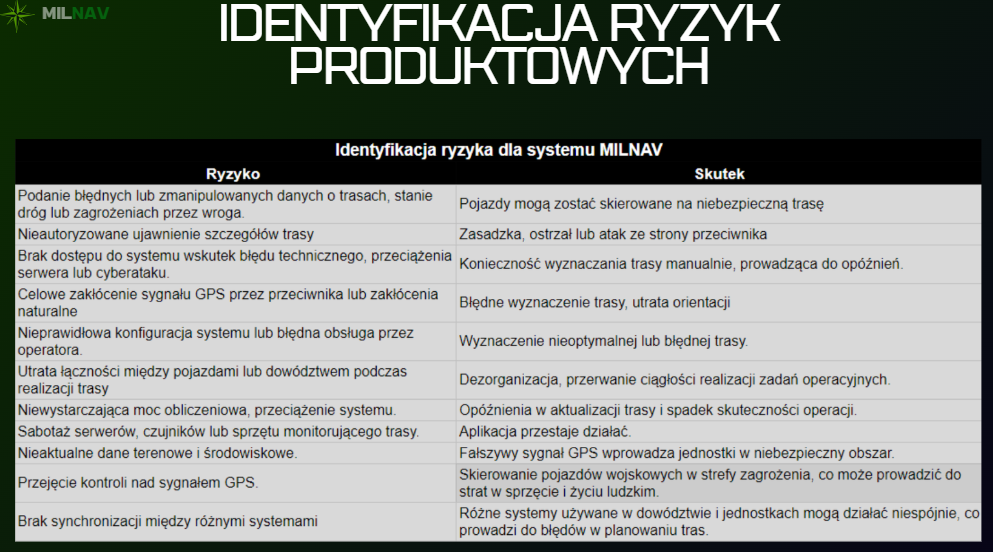 MILNAV
IDENTYFIKACJA RYZYK
PRODUKTOWYCH
Identyfikacja ryzyka dla systemu MILNAV
Ryzyko
Skutek
Podanie błędnych lub zmanipulowanych danych o trasach, stanie
dróg lub zagrożeniach przez wroga.
Pojazdy mogą zostać skierowane na niebezpieczną trasę
Nieautoryzowane ujawnienie szczegółów trasy
Zasadzka, ostrzał lub atak ze strony przeciwnika
Brak dostępu do systemu wskutek błędu technicznego, przeciążenia
serwera lub cyberataku.
Konieczność wyznaczania trasy manualnie, prowadząca do opóźnień.
Celowe zakłócenie sygnału GPS przez przeciwnika lub zakłócenia
naturalne
Błędne wyznaczenie trasy, utrata orientacji
Nieprawidłowa konfiguracja systemu lub błędna obsługa przez
operatora.
Wyznaczenie nieoptymalnej lub błędnej trasy.
Utrata łączności między pojazdami lub dowództwem podczas
realizacji trasy
Dezorganizacja, przerwanie ciągłości realizacji zadań operacyjnych.
Niewystarczająca moc obliczeniowa, przeciążenie systemu.
Opóźnienia w aktualizacji trasy i spadek skuteczności operacji.
Sabotaż serwerów, czujników lub sprzętu monitorującego trasy.
Aplikacja przestaje działać.
Nieaktualne dane terenowe i środowiskowe.
Fałszywy sygnał GPS wprowadza jednostki w niebezpieczny obszar.
Przejęcie kontroli nad sygnałem GPS.
Skierowanie pojazdów wojskowych w strefy zagrożenia, co może prowadzić do
strat w sprzęcie i życiu ludzkim.
Brak synchronizacji między różnymi systemami
Różne systemy używane w dowództwie i jednostkach mogą działać niespójnie, co
prowadzi do błędów w planowaniu tras.